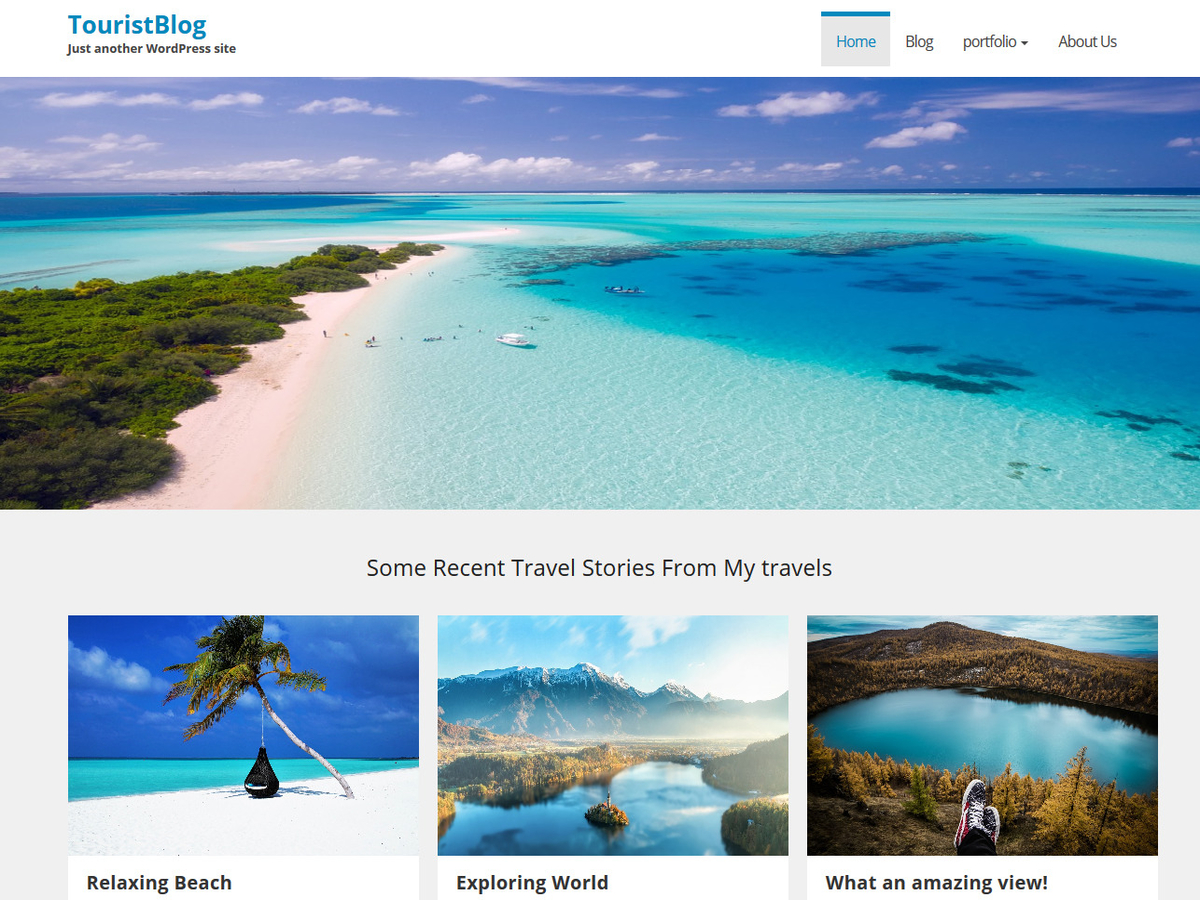 TouristBlog
Just another WordPress site
Home Blog portfolio About Us
Some Recent Travel Stories From My travels
Relaxing Beach
Exploring World
What an amazing view!